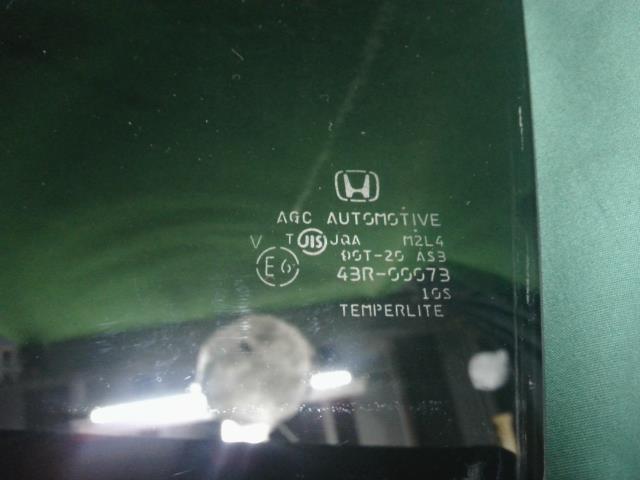 AGC AUTOMOTIVE
V T JIS JQA M2L4
DOT-20 AS3
E6 43R-00073
10S
TEMPERLITE